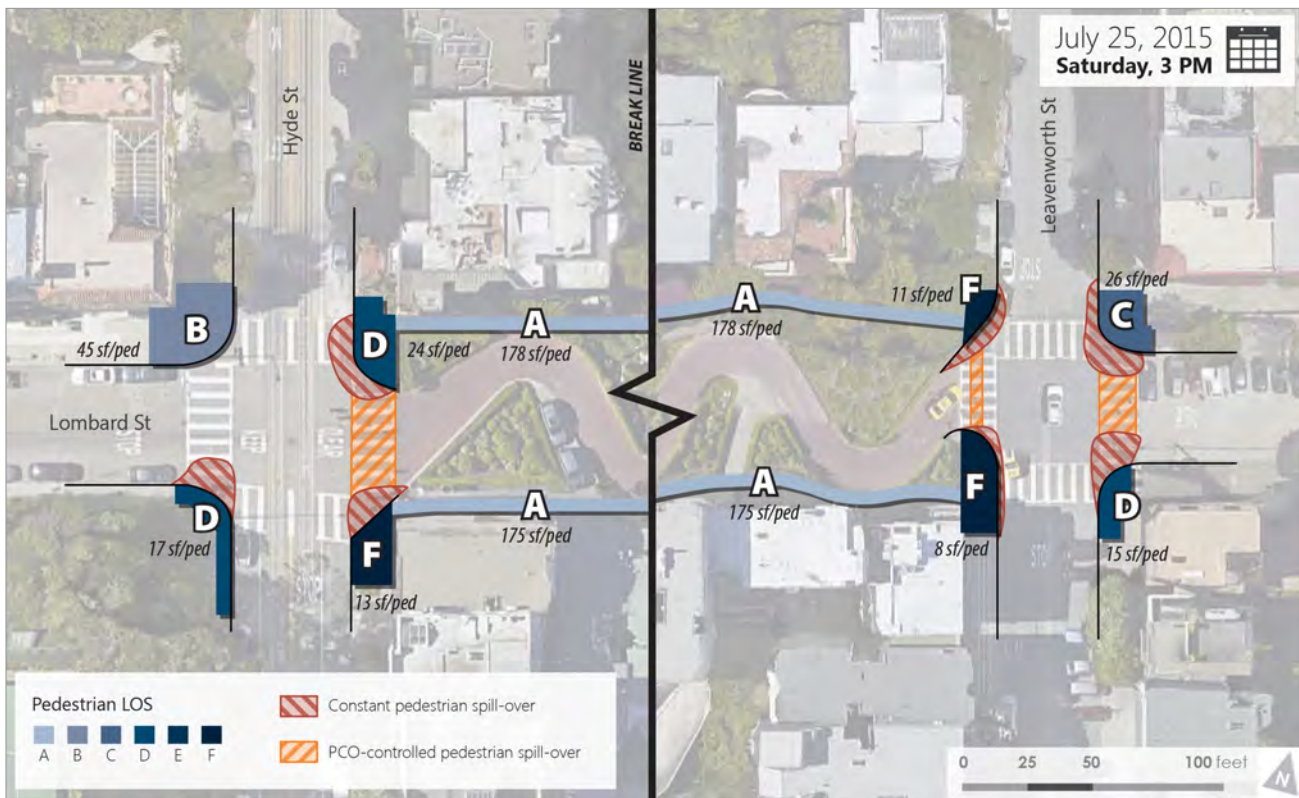 July 25, 2015
Saturday, 3 PM
Hyde St
BREAK LINE
Leavenworth St
B
45 sf/ped
D
24 sf/ped
A
178 sf/ped
A
178 sf/ped
11 sf/ped
F
26 sf/ped
C
Lombard St
STOP
D
17 sf/ped
F
13 sf/ped
A
175 sf/ped
A
175 sf/ped
F
8 sf/ped
D
15 sf/ped
Pedestrian LOS
A B C D E F
Constant pedestrian spill-over
PCO-controlled pedestrian spill-over
0 25 50 100 feet
N